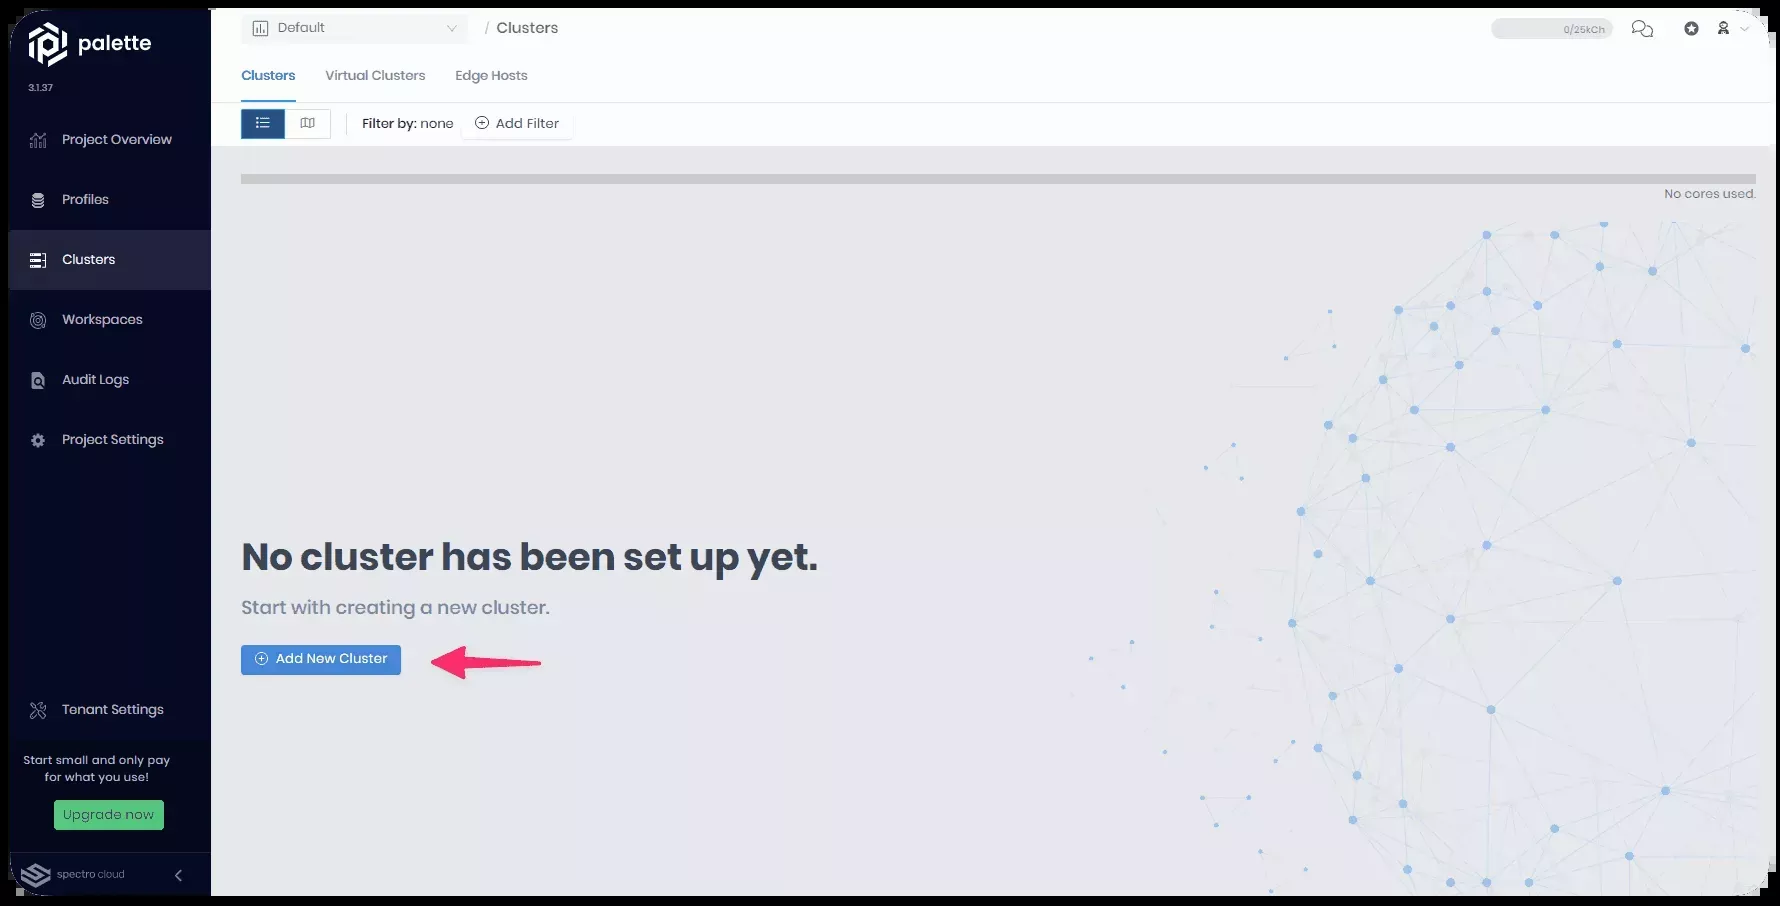 palette
3.1.37
Project Overview
Profiles
Clusters
Workspaces
Audit Logs
Project Settings
Tenant Settings
Start small and only pay
for what you use!
Upgrade now
spectro cloud
Default
/ Clusters
0/25kCh
Clusters
Virtual Clusters
Edge Hosts
Filter by: none
Add Filter
No cores used.
No cluster has been set up yet.
Start with creating a new cluster.
Add New Cluster